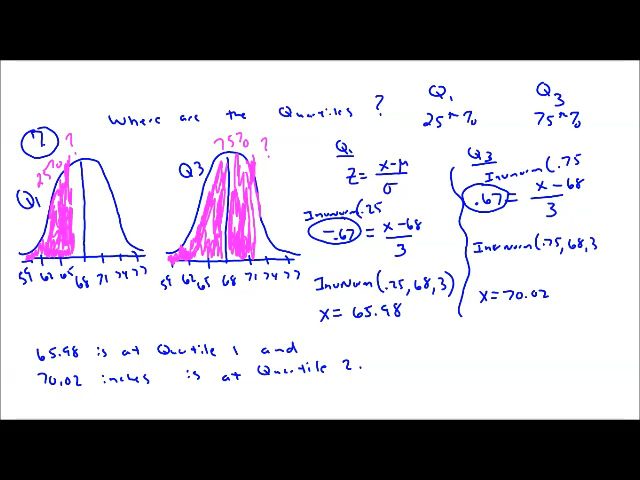 Where are the Quartiles ?
Q1
25th %
Q3
75th %
7
25% ?
Q1
59 62 65 68 71 74 77
75% ?
Q3
59 62 65 68 71 74 77
Q1
Z = x-μ / σ
Invnorm(.25
-.67 = x-68 / 3
Invnorm(.25, 68, 3)
x = 65.98
Q3
Invnorm(.75
.67 = x-68 / 3
Invnorm(.75, 68, 3
x = 70.02
65.98 is at Quartile 1 and
70.02 inches is at Quartile 2.